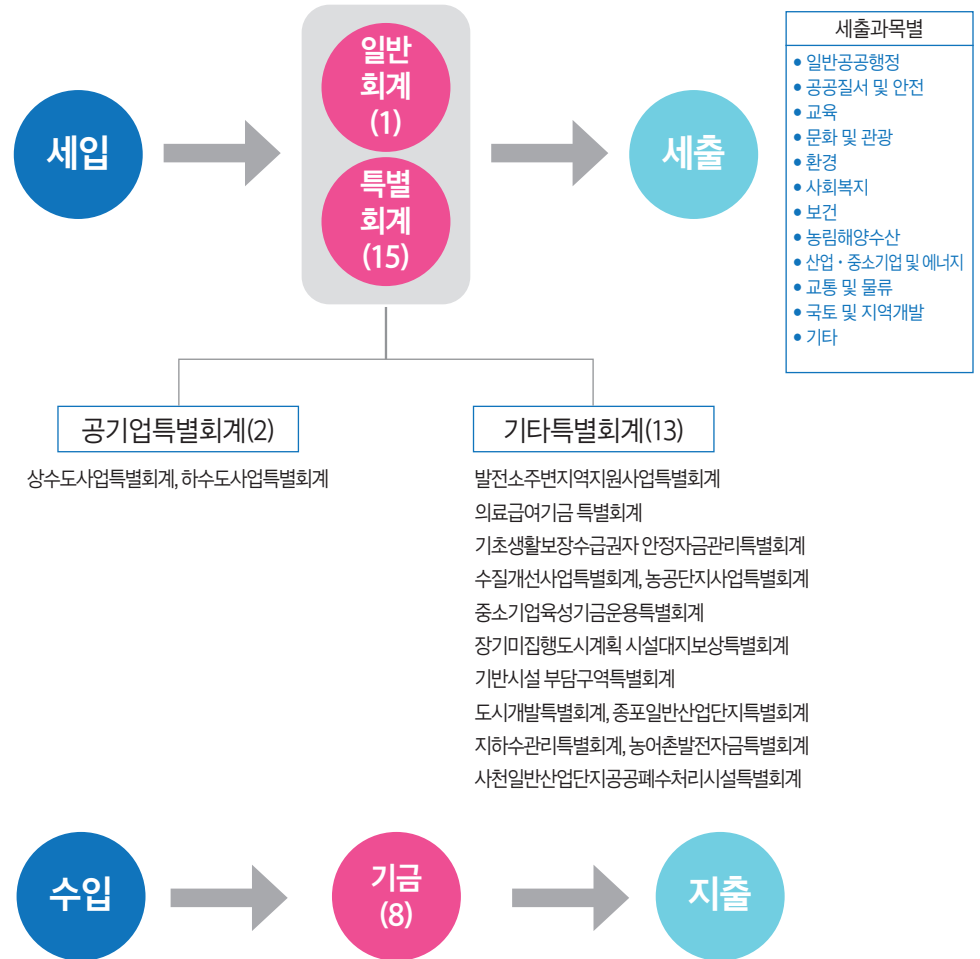 세입
일반
회계
(1)
특별
회계
(15)
세출
세출과목별
• 일반공공행정
• 공공질서 및 안전
• 교육
• 문화 및 관광
• 환경
• 사회복지
• 보건
• 농림해양수산
• 산업・중소기업 및 에너지
• 교통 및 물류
• 국토 및 지역개발
• 기타
공기업특별회계(2)
상수도사업특별회계, 하수도사업특별회계
기타특별회계(13)
발전소주변지역지원사업특별회계
의료급여기금 특별회계
기초생활보장수급권자 안정자금관리특별회계
수질개선사업특별회계, 농공단지사업특별회계
중소기업육성기금운용특별회계
장기미집행도시계획 시설대지보상특별회계
기반시설 부담구역특별회계
도시개발특별회계, 종포일반산업단지특별회계
지하수관리특별회계, 농어촌발전자금특별회계
사천일반산업단지공공폐수처리시설특별회계
수입
기금
(8)
지출